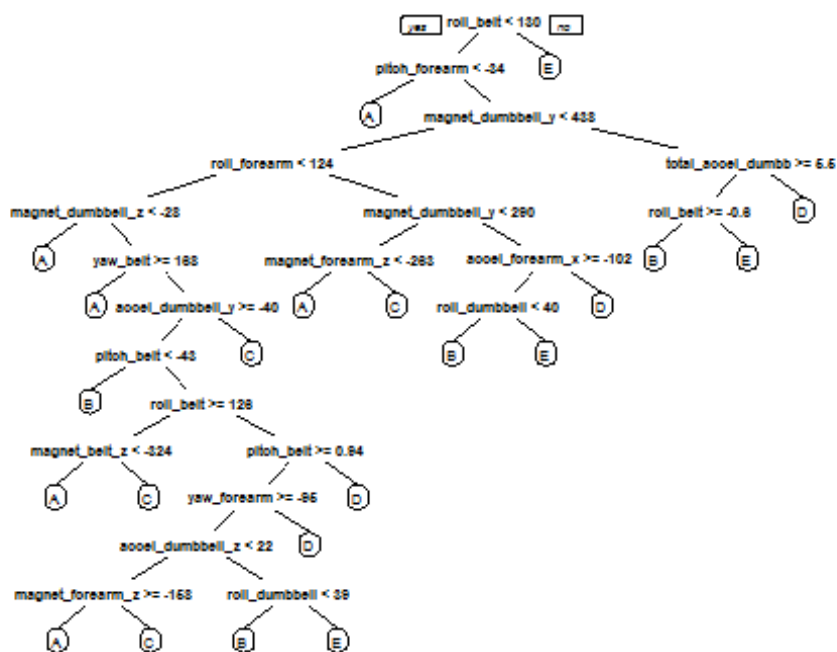 yes roll_belt < 130 no
pitch_forearm < -34 E
A magnet_dumbbell_y < 438
roll_forearm < 124 total_accel_dumbb >= 5.5
magnet_dumbbell_z < -28 magnet_dumbbell_y < 290 roll_belt >= -0.6 D
A yaw_belt >= 168 magnet_forearm_z < -263 accel_forearm_x >= -102 B E
A accel_dumbbell_y >= -40 A C roll_dumbbell < 40 D
pitch_belt < -43 C B E
B roll_belt >= 126
magnet_belt_z < -324 pitch_belt >= 0.94
A C yaw_forearm >= -95 D
accel_dumbbell_z < 22 D
magnet_forearm_z >= -158 roll_dumbbell < 39
A C B E